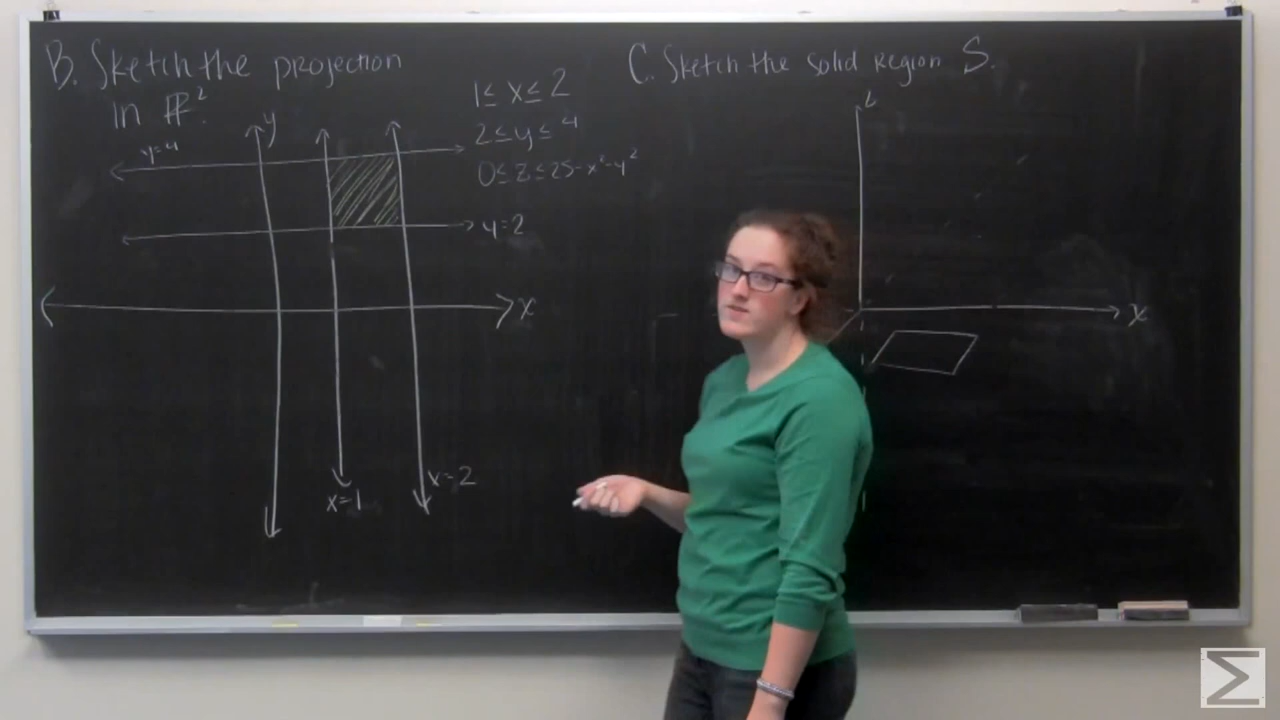 B. Sketch the projection
in ℝ².
y
y=4
y=2
x
x=1
x=2
1≤ x ≤ 2
2≤ y ≤ 4
0≤ z ≤ 25-x²-y²
C. Sketch the solid region S.
z
x
Σ